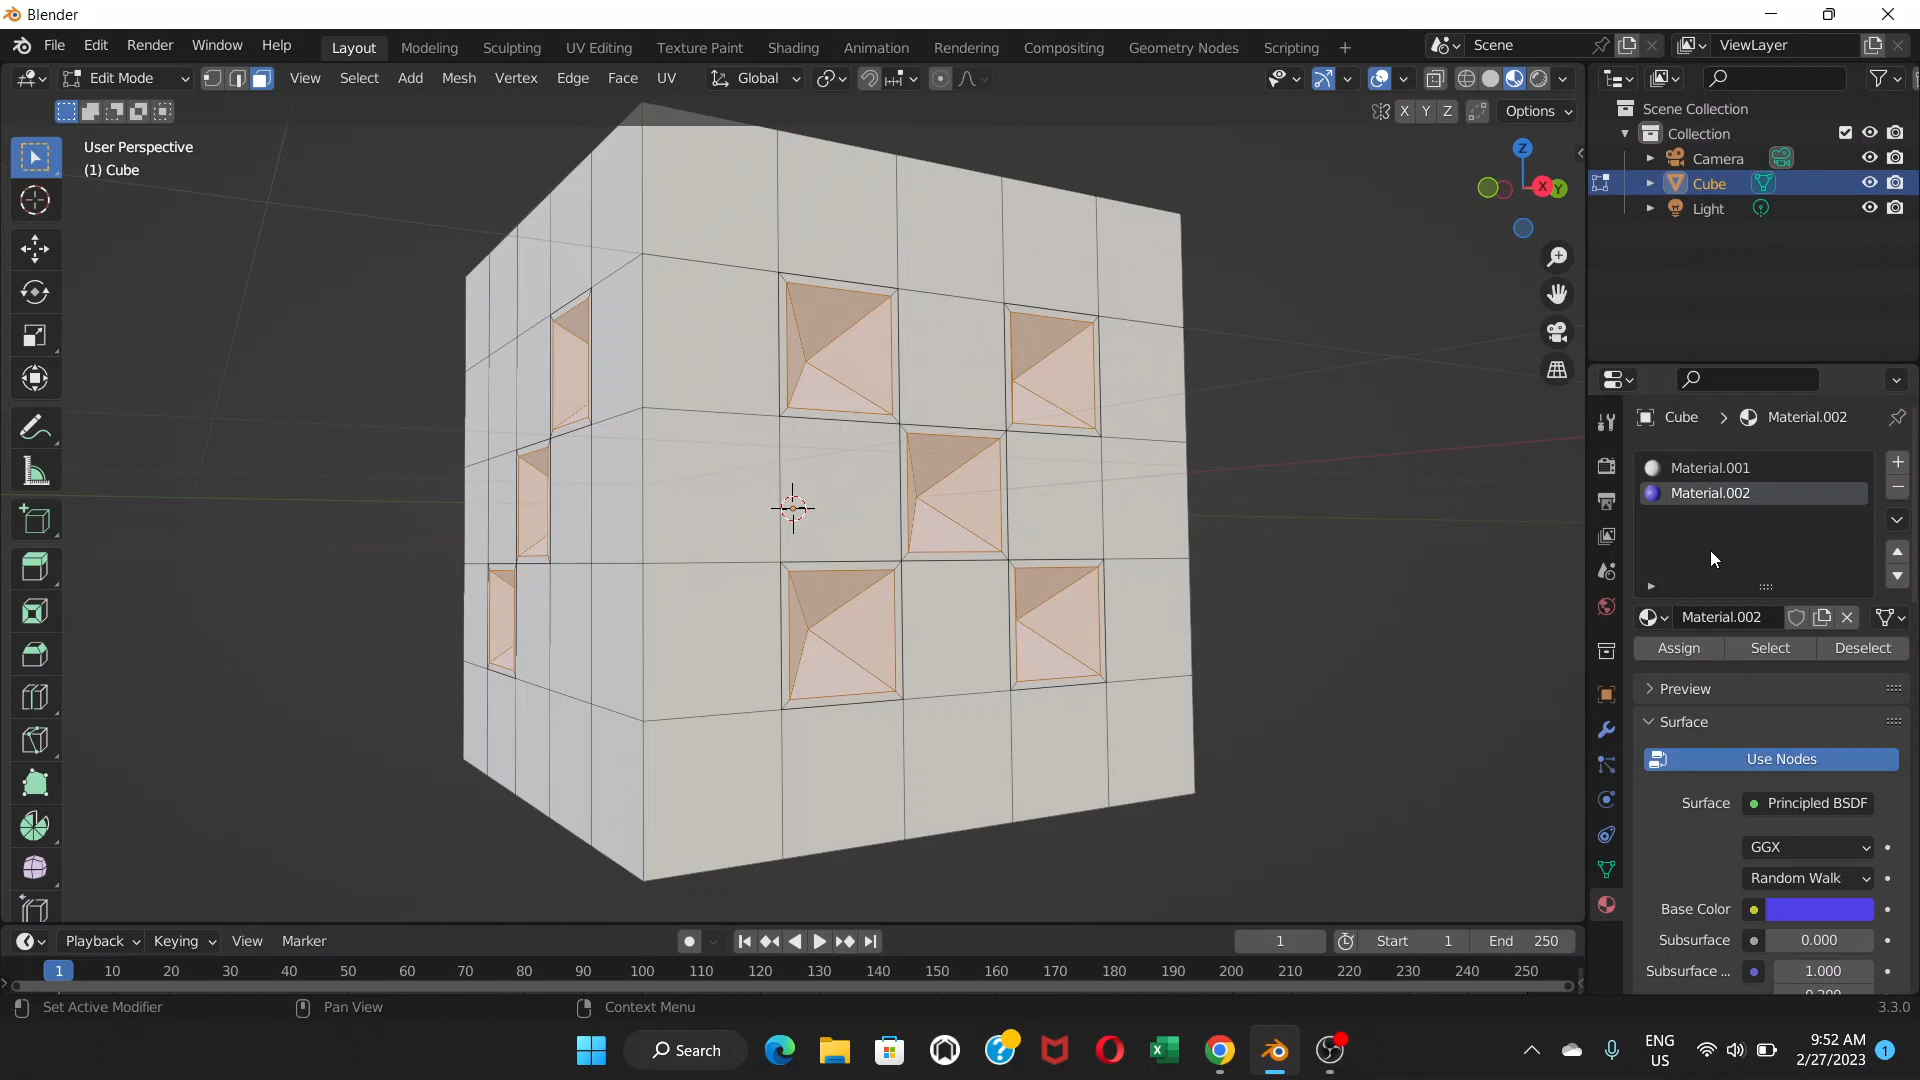 Blender
File Edit Render Window Help Layout Modeling Sculpting UV Editing Texture Paint Shading Animation Rendering Compositing Geometry Nodes Scripting + Scene ViewLayer
Edit Mode View Select Add Mesh Vertex Edge Face UV Global
X Y Z Options
User Perspective
(1) Cube
Z
X
Y
Scene Collection
Collection
Camera
Cube
Light
Cube > Material.002
Material.001
Material.002
Material.002
Assign Select Deselect
Preview
Surface
Use Nodes
Surface Principled BSDF
GGX
Random Walk
Base Color
Subsurface 0.000
Subsurface ... 1.000
Playback Keying View Marker 1 Start 1 End 250
1 10 20 30 40 50 60 70 80 90 100 110 120 130 140 150 160 170 180 190 200 210 220 230 240 250
Set Active Modifier Pan View Context Menu 3.3.0
Search
ENG
US
9:52 AM
2/27/2023
1